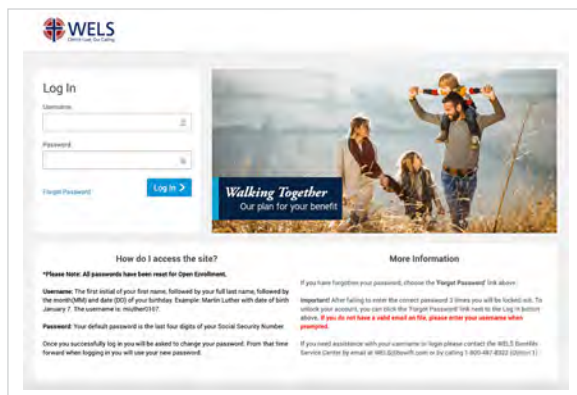 WELS
Christ's Love, Our Calling
Log In
Username
Password
Forgot Password
Log In
Walking Together
Our plan for your benefit
How do I access the site?
*Please Note: All passwords have been reset for Open Enrollment.
Username: The first initial of your first name, followed by your full last name, followed by
the month(MM) and date (DD) of your birthday. Example: Martin Luther with date of birth
January 7. The username is: mluther0107.
Password: Your default password is the last four digits of your Social Security Number
Once you successfully log in you will be asked to change your password. From that time
forward when logging in you will use your new password.
More Information
If you have forgotten your password, choose the 'Forgot Password' link above.
Important! After failing to enter the correct password 3 times you will be locked out. To
unlock your account, you can click the 'Forgot Password' link next to the Log In button
above. If you do not have a valid email on file, please enter your username when
prompted.
If you need assistance with your username or login please contact the WELS Benefits
Service Center by email at or by calling (Option 1)